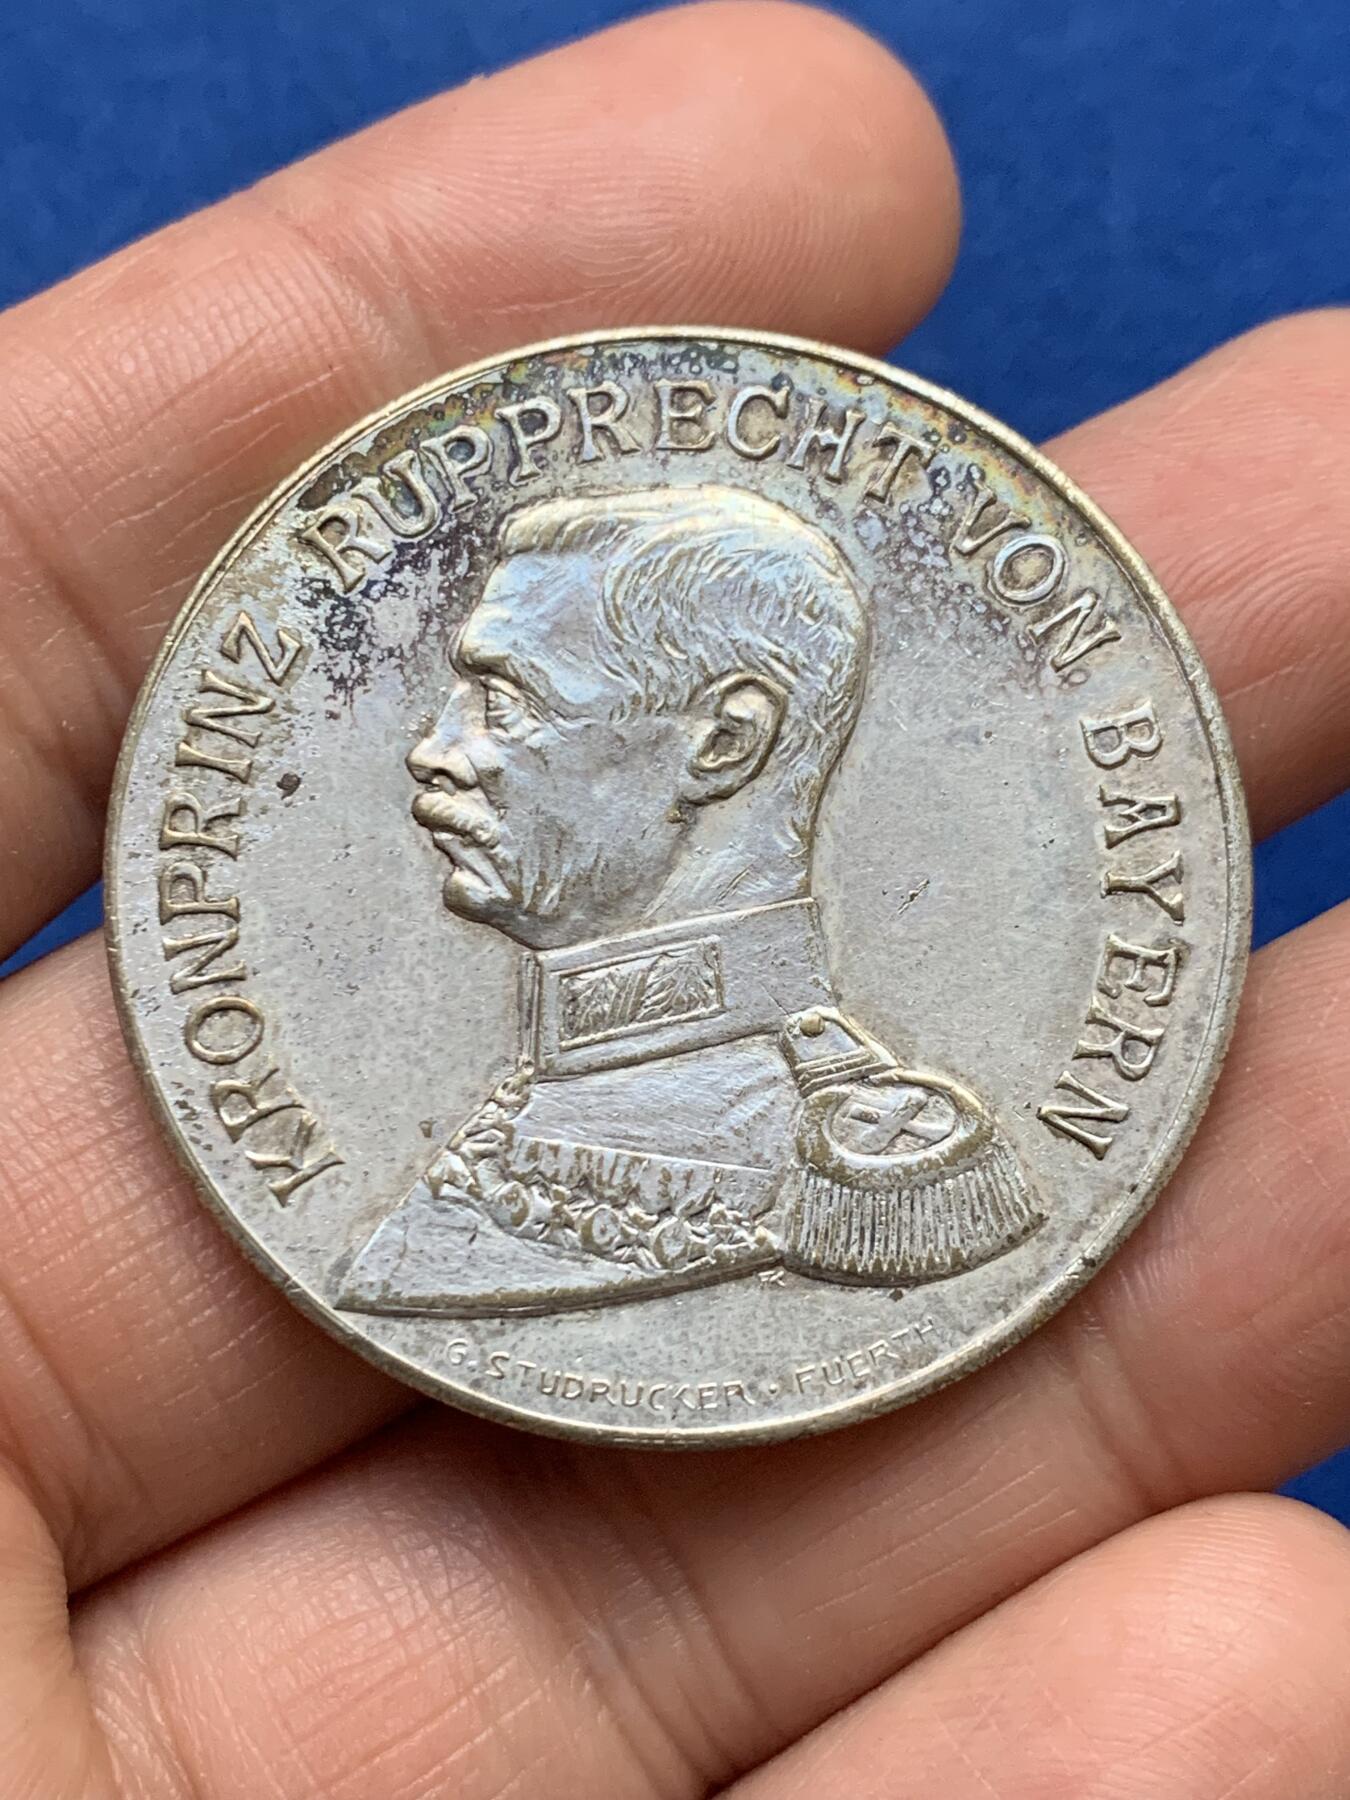 KRONPRINZ RUPPRECHT VON BAYERN
G. STUDRUCKER · FUERTH